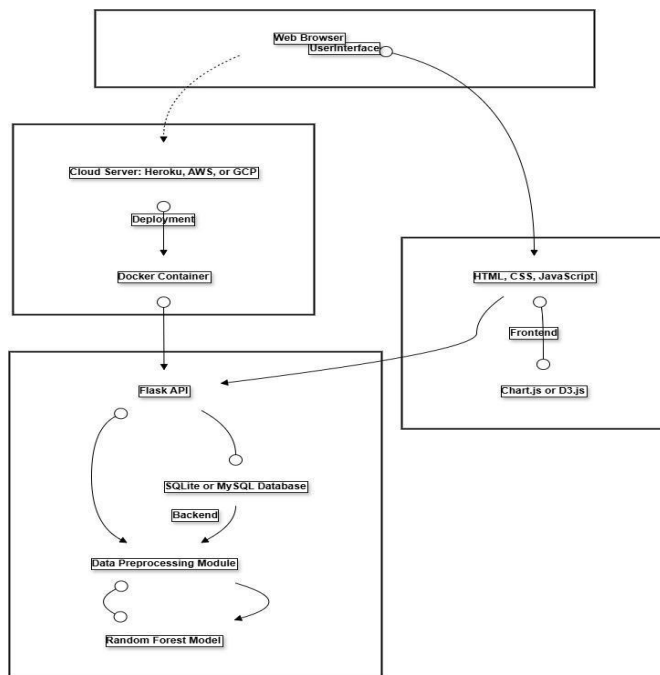 Web Browser
UserInterface
Cloud Server: Heroku, AWS, or GCP
Deployment
Docker Container
HTML, CSS, JavaScript
Frontend
Chart.js or D3.js
Flask API
SQLite or MySQL Database
Backend
Data Preprocessing Module
Random Forest Model